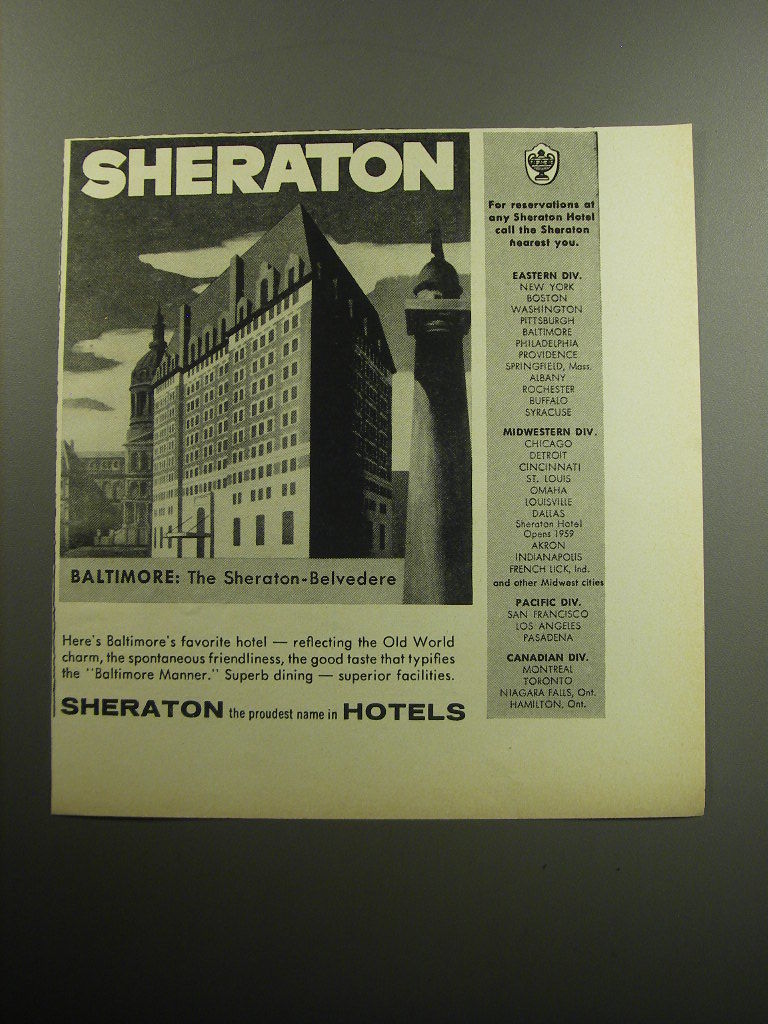 SHERATON
BALTIMORE: The Sheraton-Belvedere
Here's Baltimore's favorite hotel — reflecting the Old World
charm, the spontaneous friendliness, the good taste that typifies
the "Baltimore Manner." Superb dining — superior facilities.
SHERATON the proudest name in HOTELS
For reservations at
any Sheraton Hotel
call the Sheraton
nearest you.
EASTERN DIV.
NEW YORK
BOSTON
WASHINGTON
PITTSBURGH
BALTIMORE
PHILADELPHIA
PROVIDENCE
SPRINGFIELD, Mass.
ALBANY
ROCHESTER
BUFFALO
SYRACUSE
MIDWESTERN DIV.
CHICAGO
DETROIT
CINCINNATI
ST. LOUIS
OMAHA
LOUISVILLE
DALLAS
Sheraton Hotel
Opens 1959
AKRON
INDIANAPOLIS
FRENCH LICK, Ind.
and other Midwest cities
PACIFIC DIV.
SAN FRANCISCO
LOS ANGELES
PASADENA
CANADIAN DIV.
MONTREAL
TORONTO
NIAGARA FALLS, Ont.
HAMILTON, Ont.